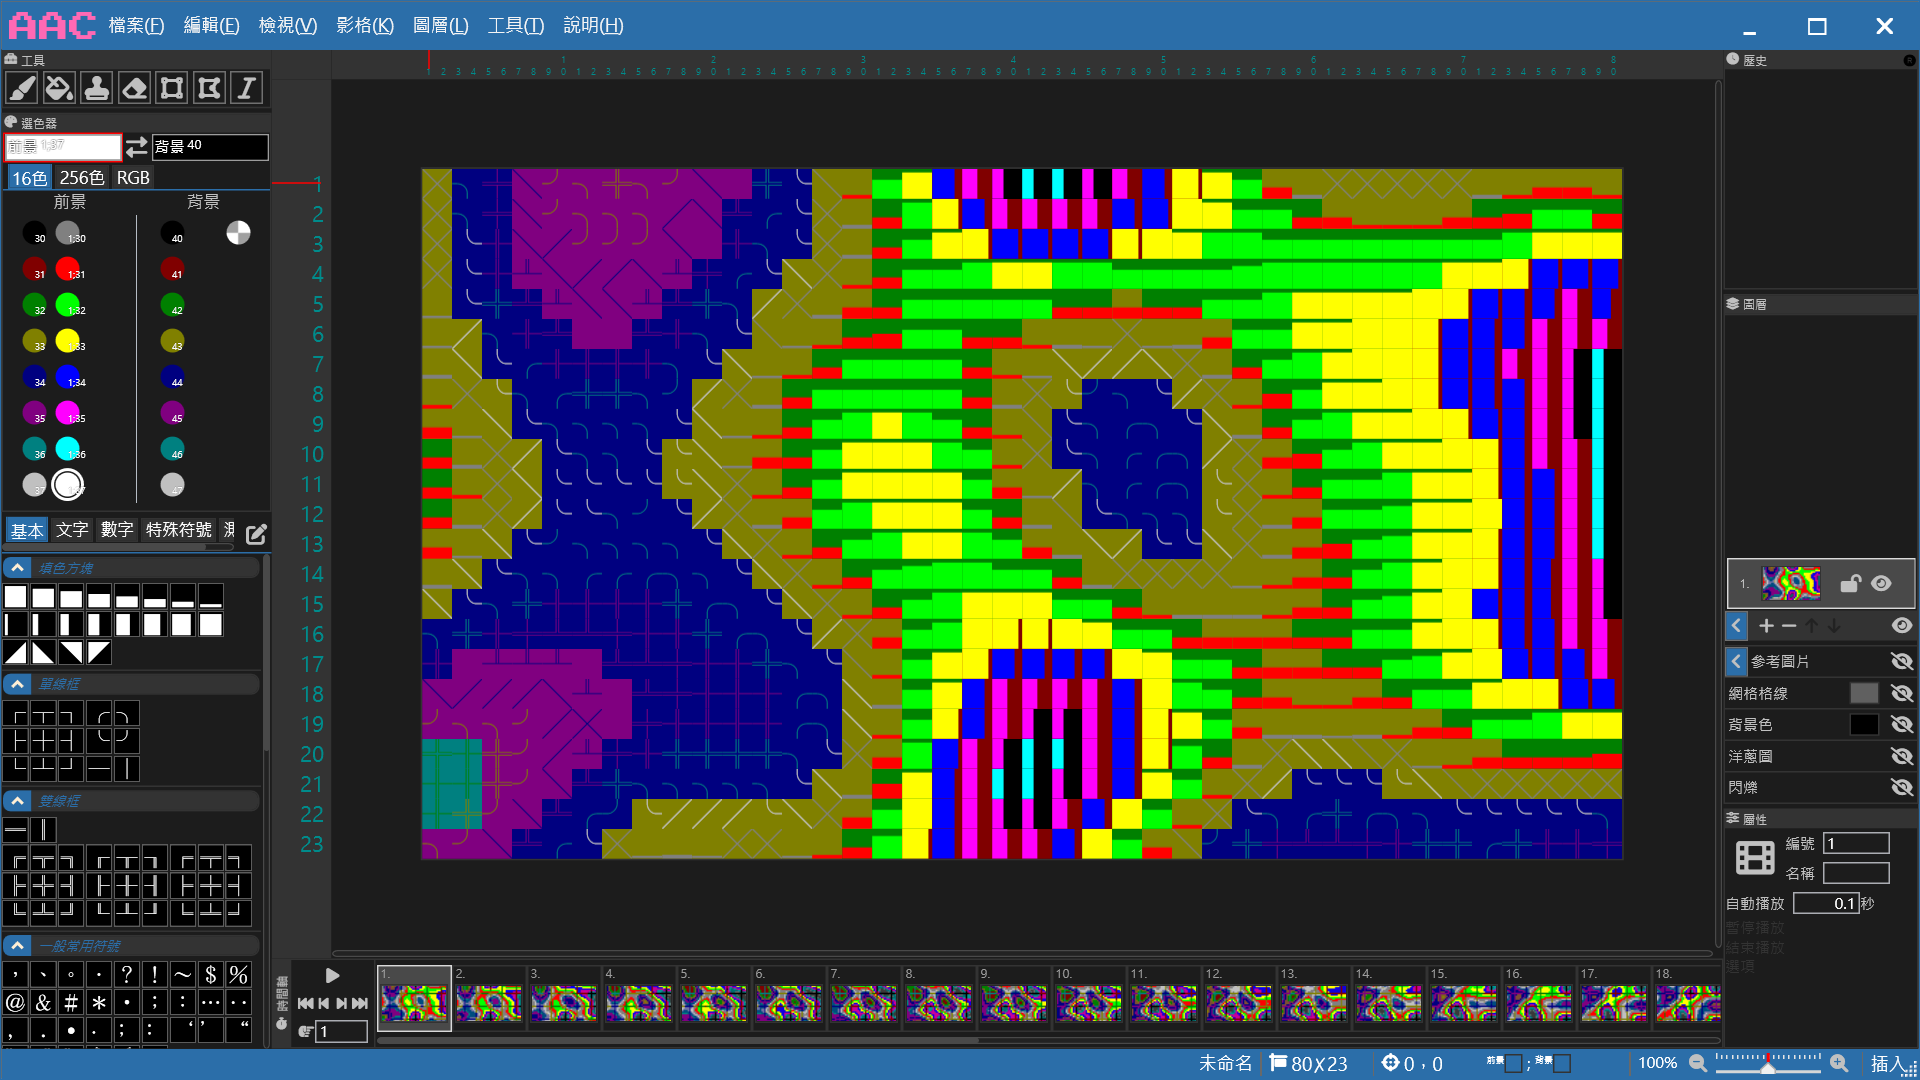 AAC 檔案(F) 編輯(E) 檢視(V) 影格(K) 圖層(L) 工具(T) 說明(H)
工具
選色器
前景 1;37 背景 40
16色 256色 RGB
前景 背景
30 1;30 40
31 1;31 41
32 1;32 42
33 1;33 43
34 1;34 44
35 1;35 45
36 1;36 46
37 1;37 47
基本 文字 數字 特殊符號
填色方塊
單線框
雙線框
一般常用符號
, 、 。 . ? ! ~ $ %
@ & # * · ; : … ‥
1
2
3
4
5
6
7
8
9
10
11
12
13
14
15
16
17
18
19
20
21
22
23
時間軸
1
1. 2. 3. 4. 5. 6. 7. 8. 9. 10. 11. 12. 13. 14. 15. 16. 17. 18.
歷史
圖層
1.
參考圖片
網格格線
背景色
洋蔥圖
閃爍
屬性
編號 1
名稱
自動播放 0.1 秒
暫停播放
結束播放
選項
未命名 80X23 0，0 前景 ; 背景 100% 插入